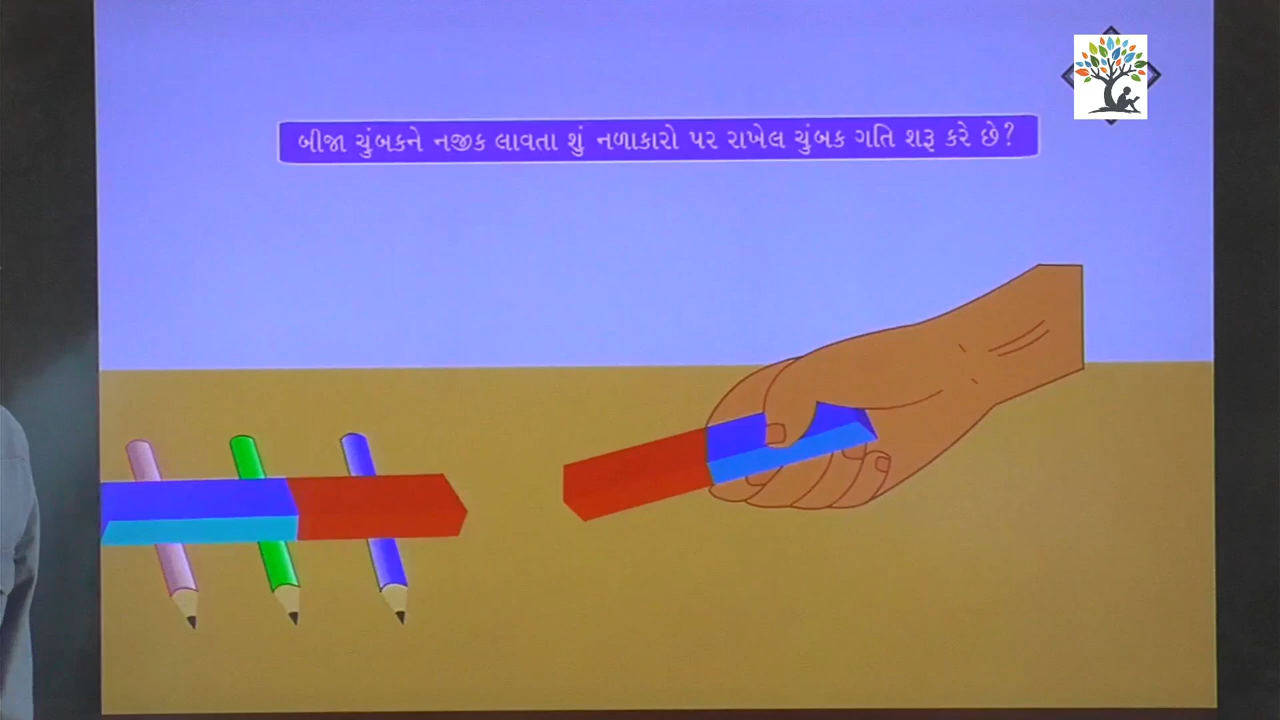 બીજા ચુંબકને નજીક લાવતા શું નળાકારો પર રાખેલ ચુંબક ગતિ શરૂ કરે છે?